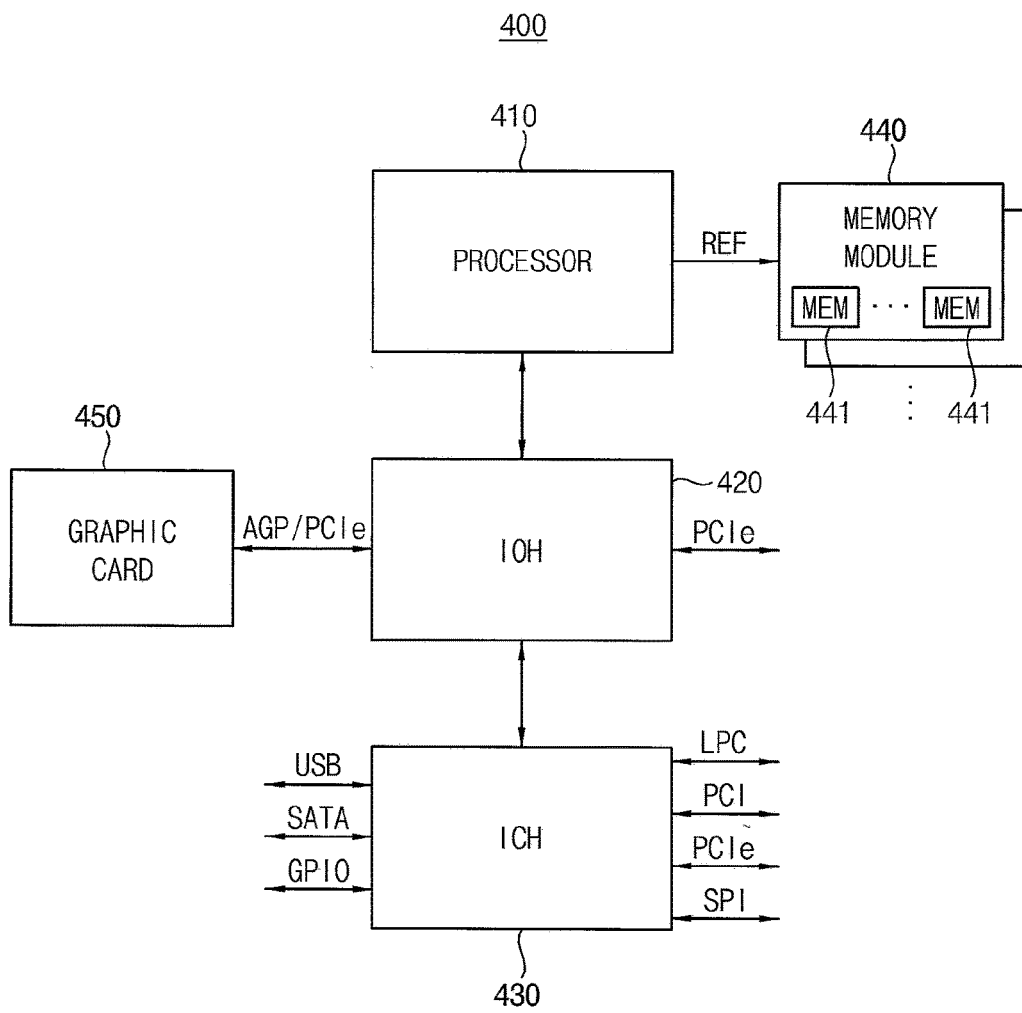 400
410
440
PROCESSOR
REF
MEMORY
MODULE
MEM ··· MEM
441
441
450
420
GRAPHIC
CARD
AGP/PCIe
IOH
PCIe
USB
SATA
GPIO
ICH
LPC
PCI
PCIe
SPI
430